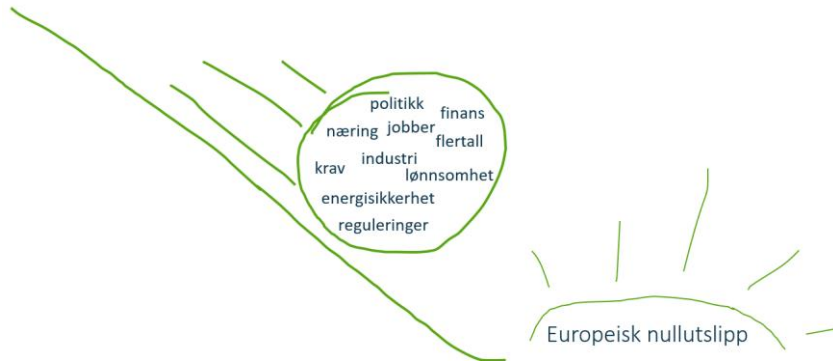 politikk
finans
næring
jobber
flertall
industri
krav
lønnsomhet
energisikkerhet
reguleringer
Europeisk nullutslipp